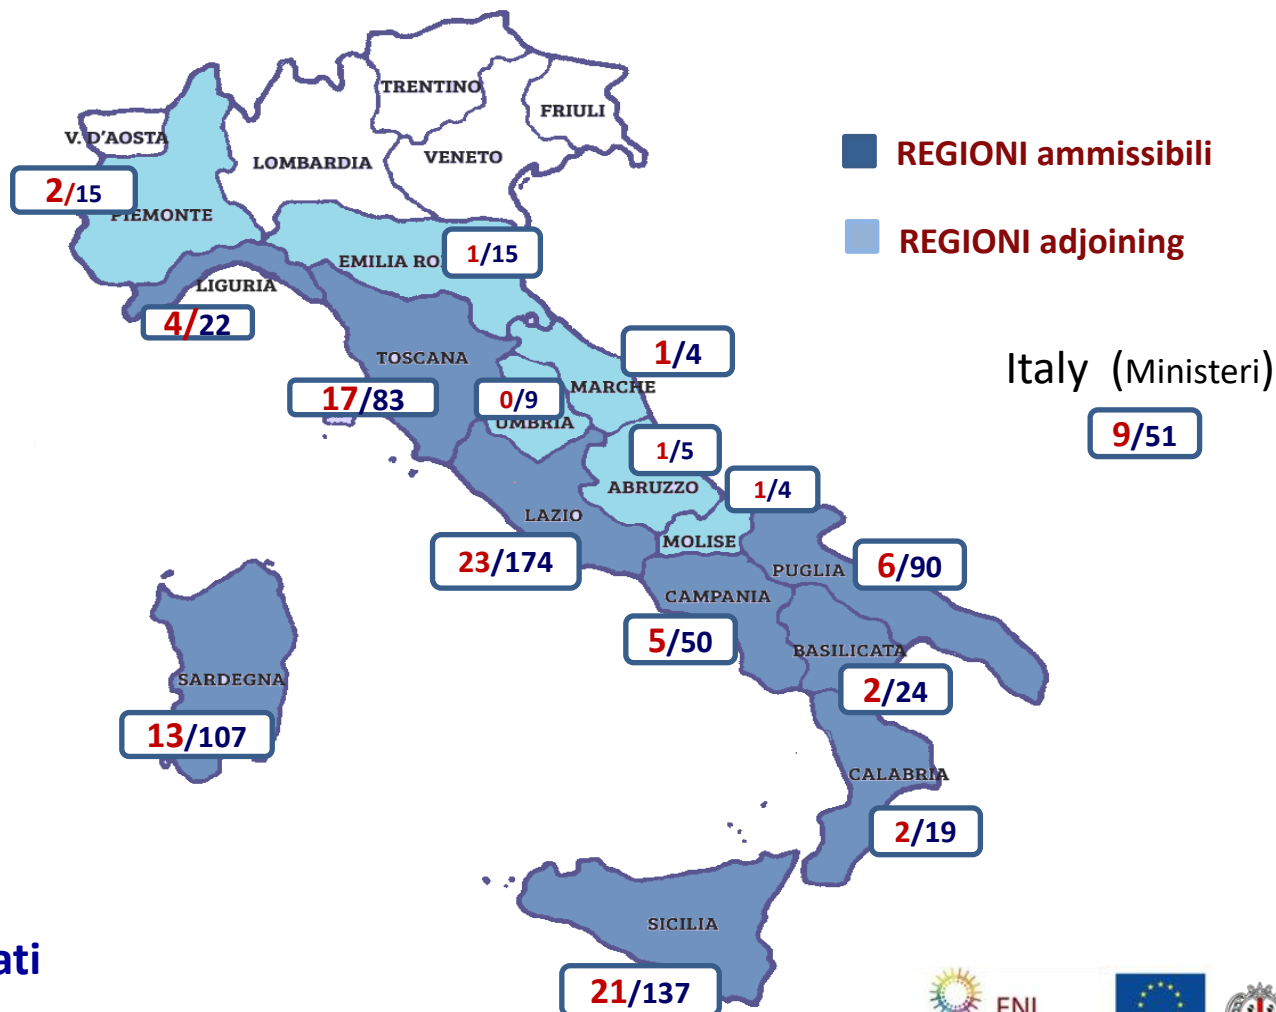 TRENTINO
FRIULI
V. D'AOSTA
LOMBARDIA
VENETO
REGIONI ammissibili
2/15
PIEMONTE
REGIONI adjoining
1/15
EMILIA RO
LIGURIA
4/22
TOSCANA
1/4
Italy (Ministeri)
MARCHE
17/83
0/9
UMBRIA
9/51
1/5
ABRUZZO
1/4
LAZIO
MOLISE
23/174
PUGLIA
6/90
CAMPANIA
5/50
BASILICATA
SARDEGNA
2/24
13/107
CALABRIA
2/19
SICILIA
ati
21/137
ENI